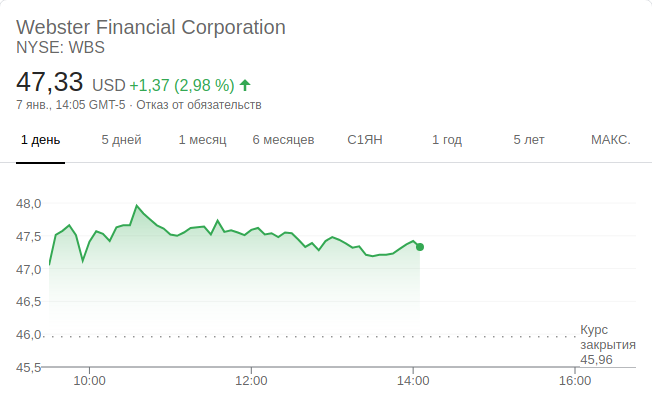 Webster Financial Corporation
NYSE: WBS
47,33 USD +1,37 (2,98 %)
7 янв., 14:05 GMT-5 · Отказ от обязательств
1 день 5 дней 1 месяц 6 месяцев С1ЯН 1 год 5 лет МАКС.
48,0
47,5
47,0
46,5
46,0
Курс
закрытия
45,96
45,5
10:00 12:00 14:00 16:00